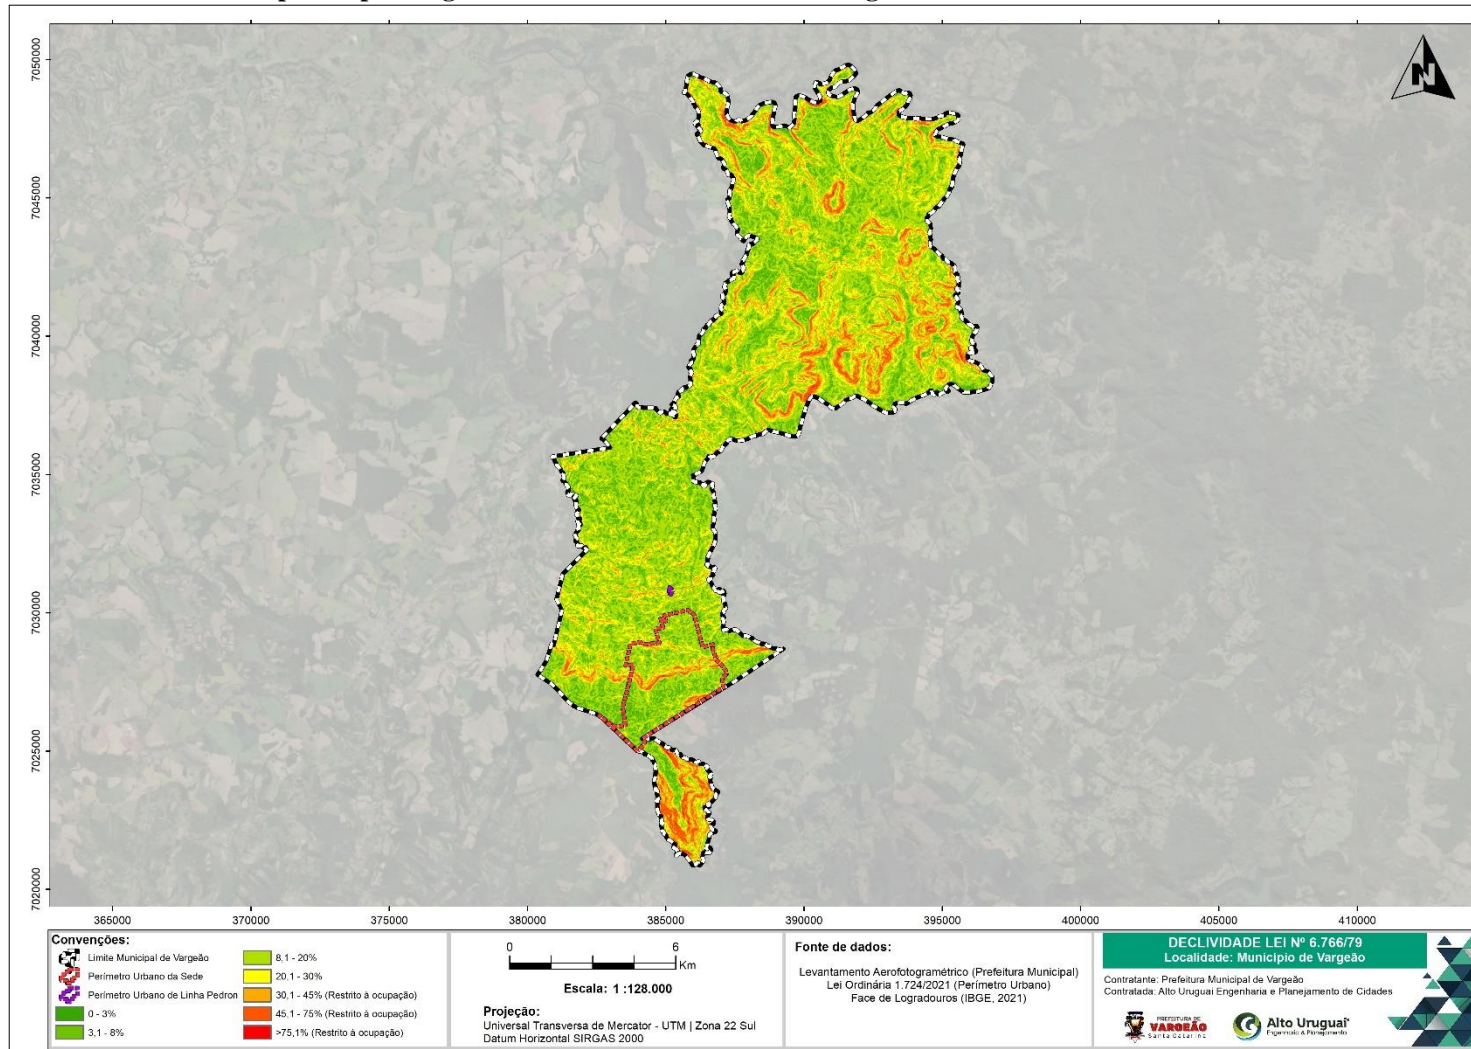 7050000
7045000
7040000
7035000
7030000
7025000
7020000
N
365000 370000 375000 380000 385000 390000 395000 400000 405000 410000
Convenções:
Limite Municipal de Vargeão
Perímetro Urbano da Sede
Perímetro Urbano de Linha Pedron
0 - 3%
3,1 - 8%
8,1 - 20%
20,1 - 30%
30,1 - 45% (Restrito à ocupação)
45,1 - 75% (Restrito à ocupação)
>75,1% (Restrito à ocupação)
0 6
Km
Escala: 1 :128.000
Projeção:
Universal Transversa de Mercator - UTM | Zona 22 Sul
Datum Horizontal SIRGAS 2000
Fonte de dados:
Levantamento Aerofotogramétrico (Prefeitura Municipal)
Lei Ordinária 1.724/2021 (Perímetro Urbano)
Face de Logradouros (IBGE, 2021)
DECLIVIDADE LEI Nº 6.766/79
Localidade: Município de Vargeão
Contratante: Prefeitura Municipal de Vargeão
Contratada: Alto Uruguai Engenharia e Planejamento de Cidades
PREFEITURA DE
VARGEÃO
Santa Catarina
Alto Uruguai
Engenharia & Planejamento